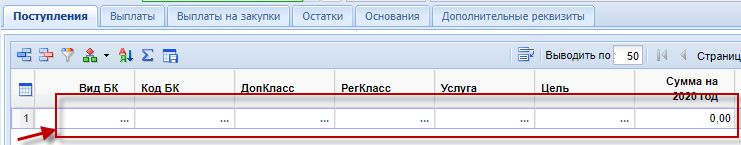 Поступления Выплаты Выплаты на закупки Остатки Основания Дополнительные реквизиты
Выводить по 50 Страниц
Вид БК Код БК ДопКласс РегКласс Услуга Цель Сумма на
2020 год
1 ... ... ... ... ... ... 0,00